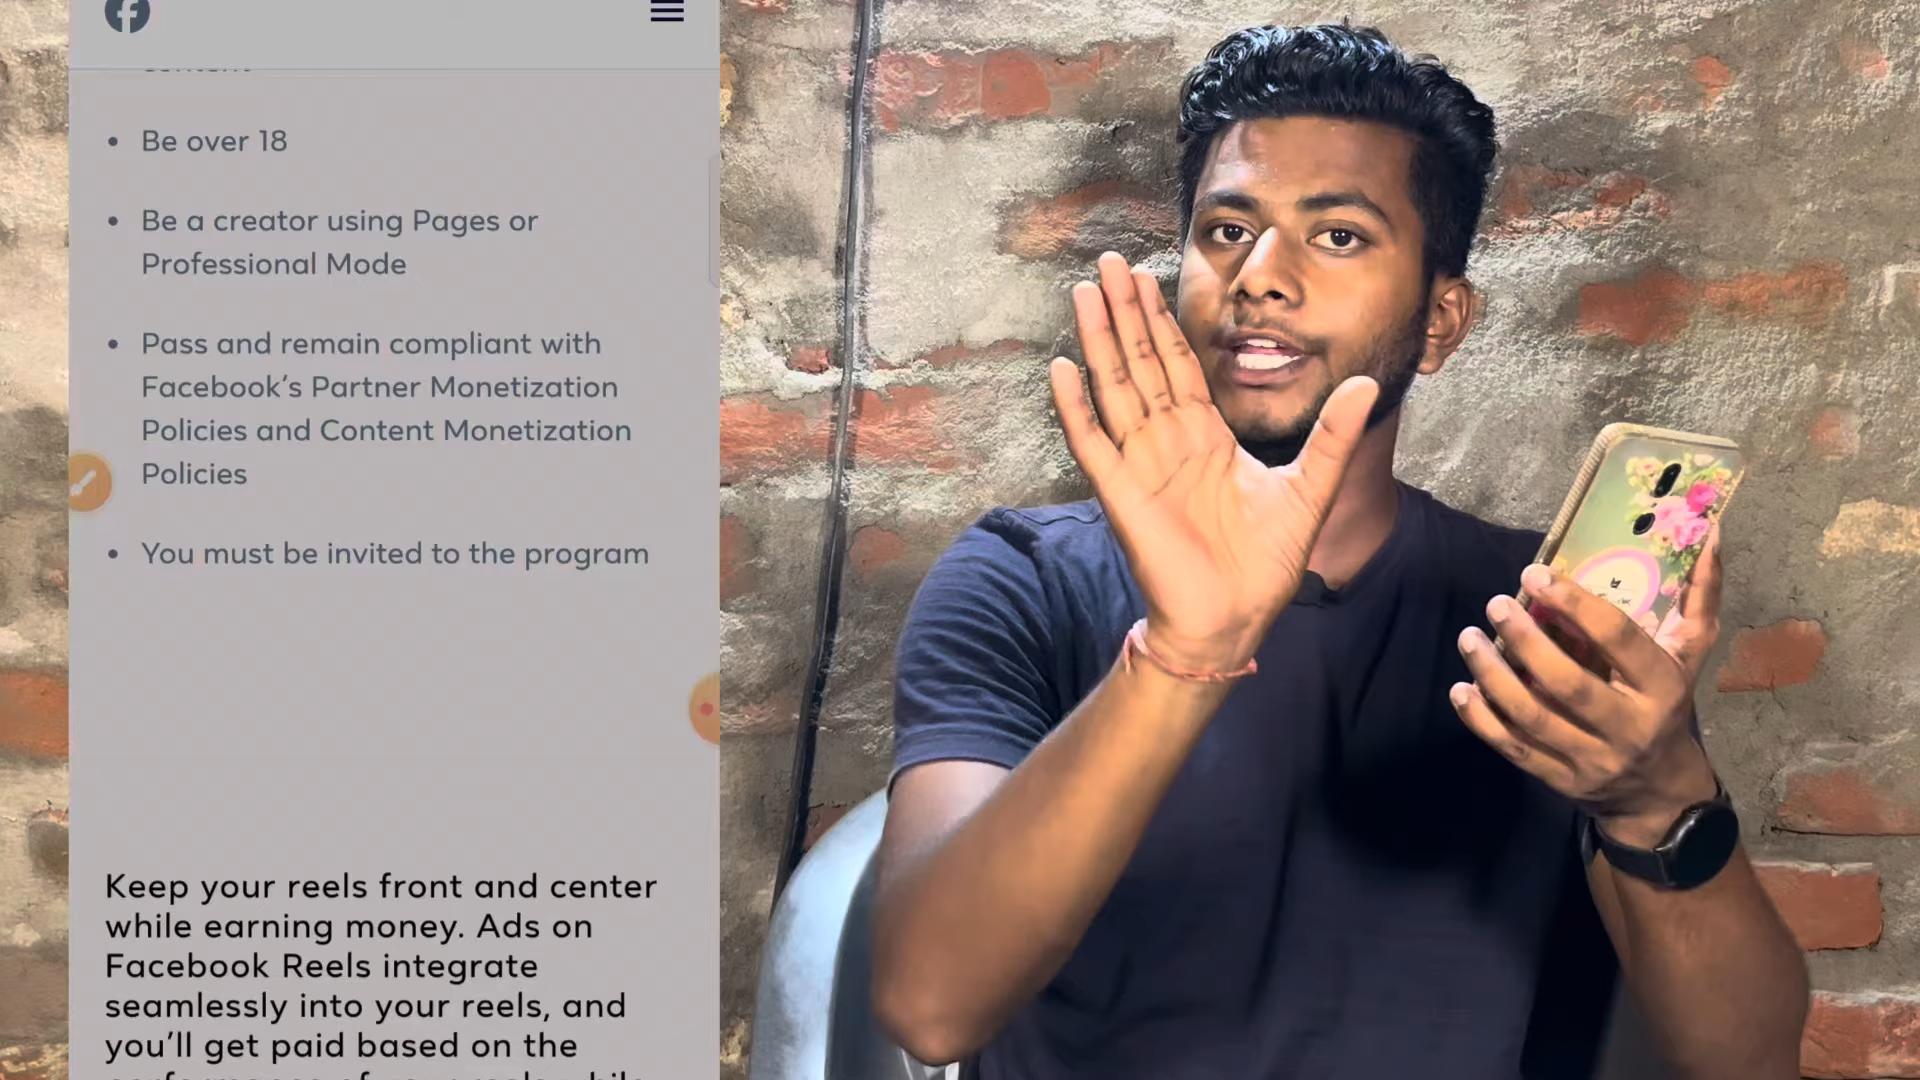 Be over 18
Be a creator using Pages or
Professional Mode
Pass and remain compliant with
Facebook's Partner Monetization
Policies and Content Monetization
Policies
You must be invited to the program
Keep your reels front and center
while earning money. Ads on
Facebook Reels integrate
seamlessly into your reels, and
you'll get paid based on the